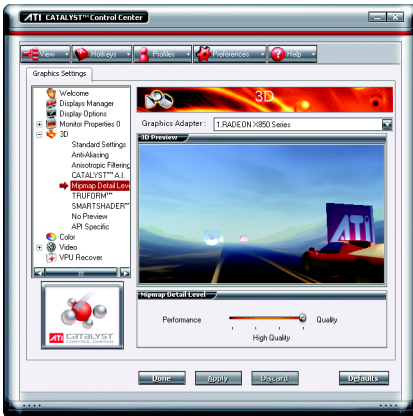 ATI CATALYST™ Control Center
View Hotkeys Profiles Preferences Help
Graphics Settings
Welcome
Displays Manager
Display Options
Monitor Properties 0
3D
Standard Settings
Anti-Aliasing
Anisotropic Filtering
CATALYST™ A.I.
Mipmap Detail Leve
TRUFORM™
SMARTSHADER™
No Preview
API Specific
Color
Video
VPU Recover
ATI CATALYST
CONTROL CENTER
3D
Graphics Adapter : 1.RADEON X850 Series
3D Preview
ATI
Mipmap Detail Level
Performance Quality
High Quality
Done Apply Discard Defaults